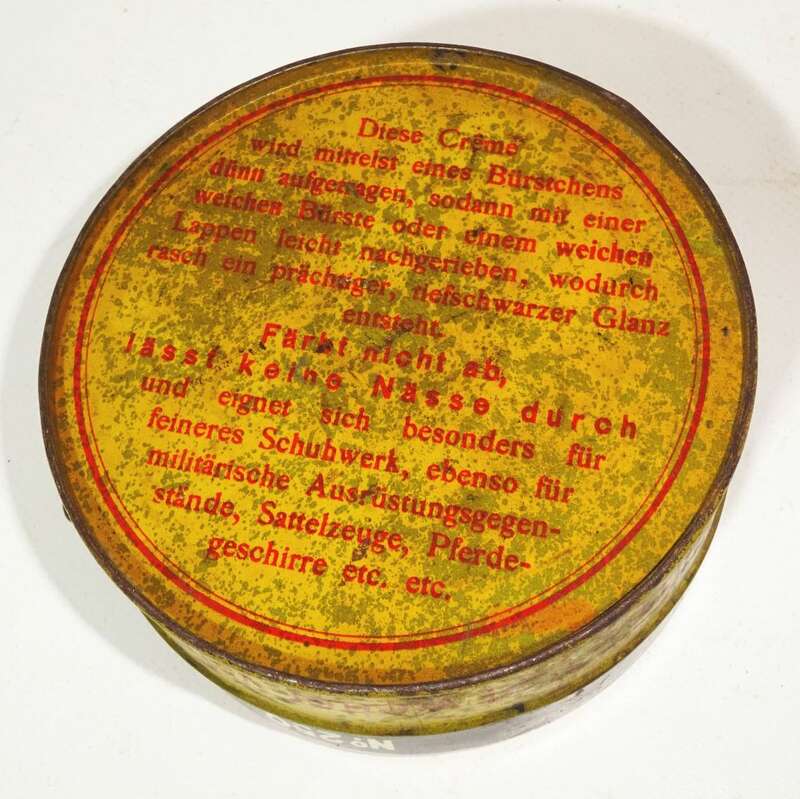 Diese Crême
wird mittelst eines Bürstchens
dünn aufgetragen, sodann mit einer
weichen Bürste oder einem weichen
Lappen leicht nachgerieben, wodurch
rasch ein prächtiger, tiefschwarzer Glanz
entsteht.
Färbt nicht ab,
lässt keine Nässe durch
und eignet sich besonders für
feineres Schuhwerk, ebenso für
militärische Ausrüstungsgegen-
stände, Sattelzeuge, Pferde-
geschirre etc. etc.